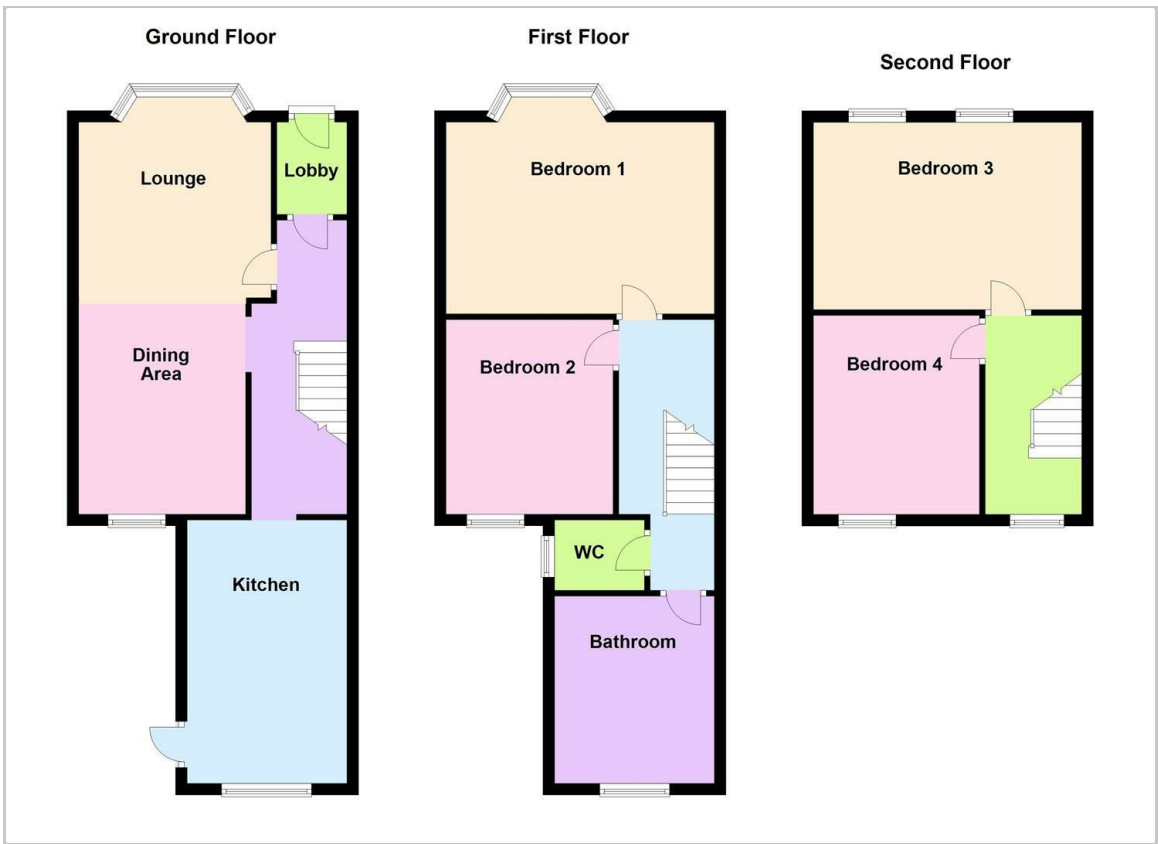 Ground Floor
Lounge
Lobby
Dining
Area
Kitchen
First Floor
Bedroom 1
Bedroom 2
WC
Bathroom
Second Floor
Bedroom 3
Bedroom 4